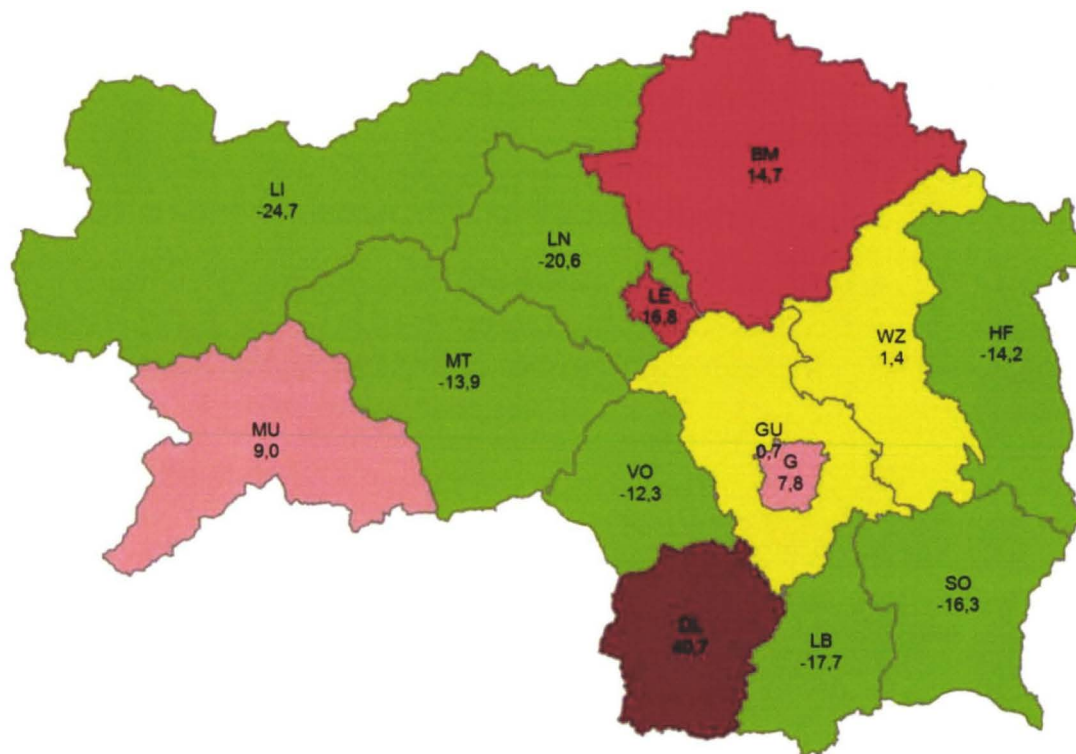 BM
14,7
LI
-24,7
LN
-20,6
LE
16,8
WZ
1,4
HF
-14,2
MT
-13,9
MU
9,0
GU
0,7
G
7,8
VO
-12,3
SO
-16,3
DL
40,7
LB
-17,7